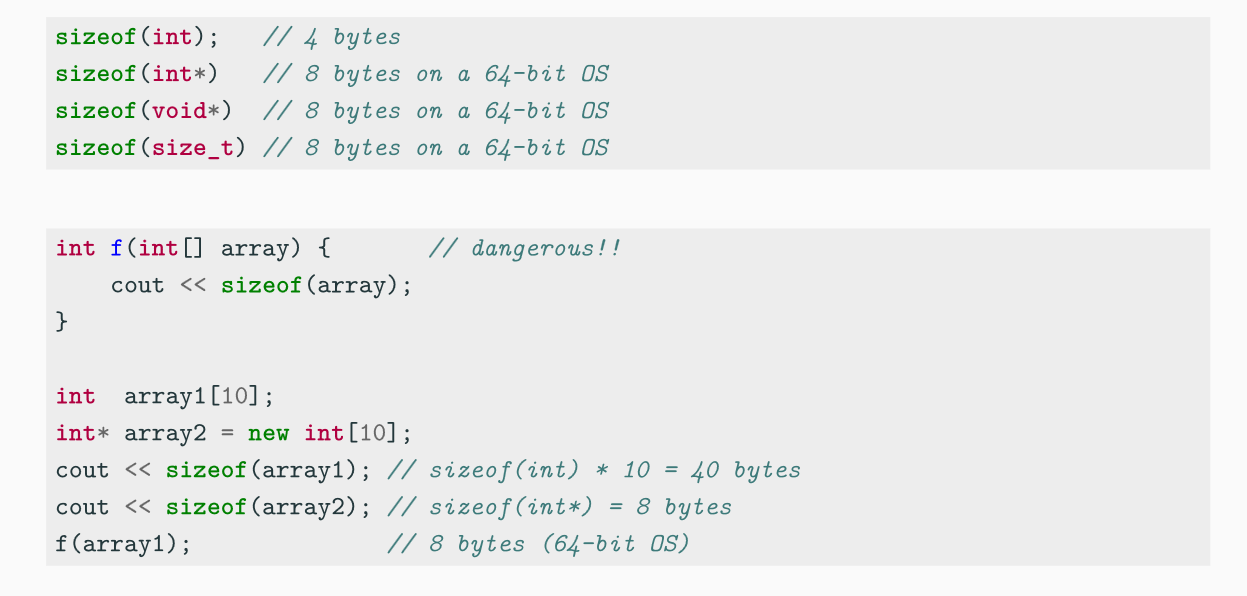 sizeof(int);   // 4 bytes
sizeof(int*)   // 8 bytes on a 64-bit OS
sizeof(void*)  // 8 bytes on a 64-bit OS
sizeof(size_t) // 8 bytes on a 64-bit OS
int f(int[] array) {       // dangerous!!
    cout << sizeof(array);
}
int  array1[10];
int* array2 = new int[10];
cout << sizeof(array1); // sizeof(int) * 10 = 40 bytes
cout << sizeof(array2); // sizeof(int*) = 8 bytes
f(array1);              // 8 bytes (64-bit OS)